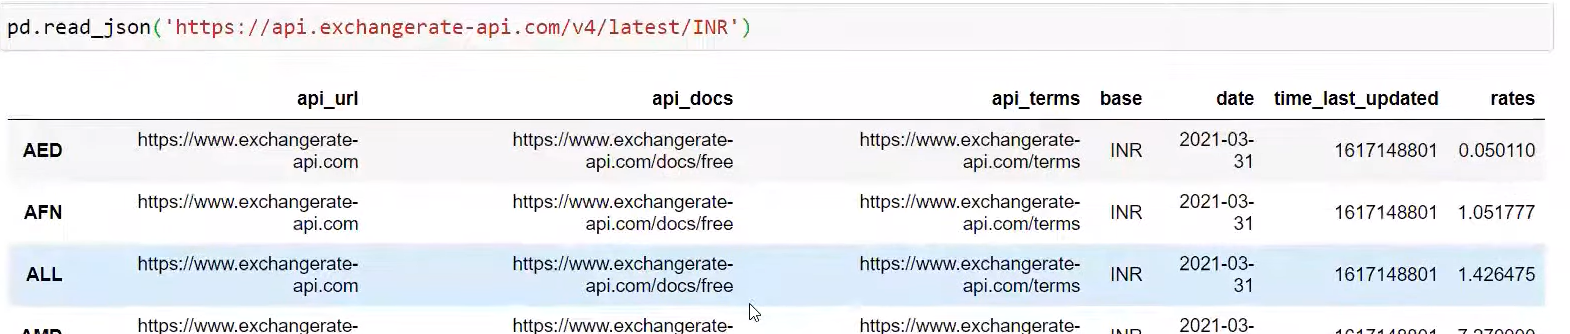 pd.read_json('https://api.exchangerate-api.com/v4/latest/INR')
api_url api_docs api_terms base date time_last_updated rates
AED https://www.exchangerate-api.com https://www.exchangerate-api.com/docs/free https://www.exchangerate-api.com/terms INR 2021-03-31 1617148801 0.050110
AFN https://www.exchangerate-api.com https://www.exchangerate-api.com/docs/free https://www.exchangerate-api.com/terms INR 2021-03-31 1617148801 1.051777
ALL https://www.exchangerate-api.com https://www.exchangerate-api.com/docs/free https://www.exchangerate-api.com/terms INR 2021-03-31 1617148801 1.426475
https://www.exchangerate- https://www.exchangerate- https://www.exchangerate- 2021-03-